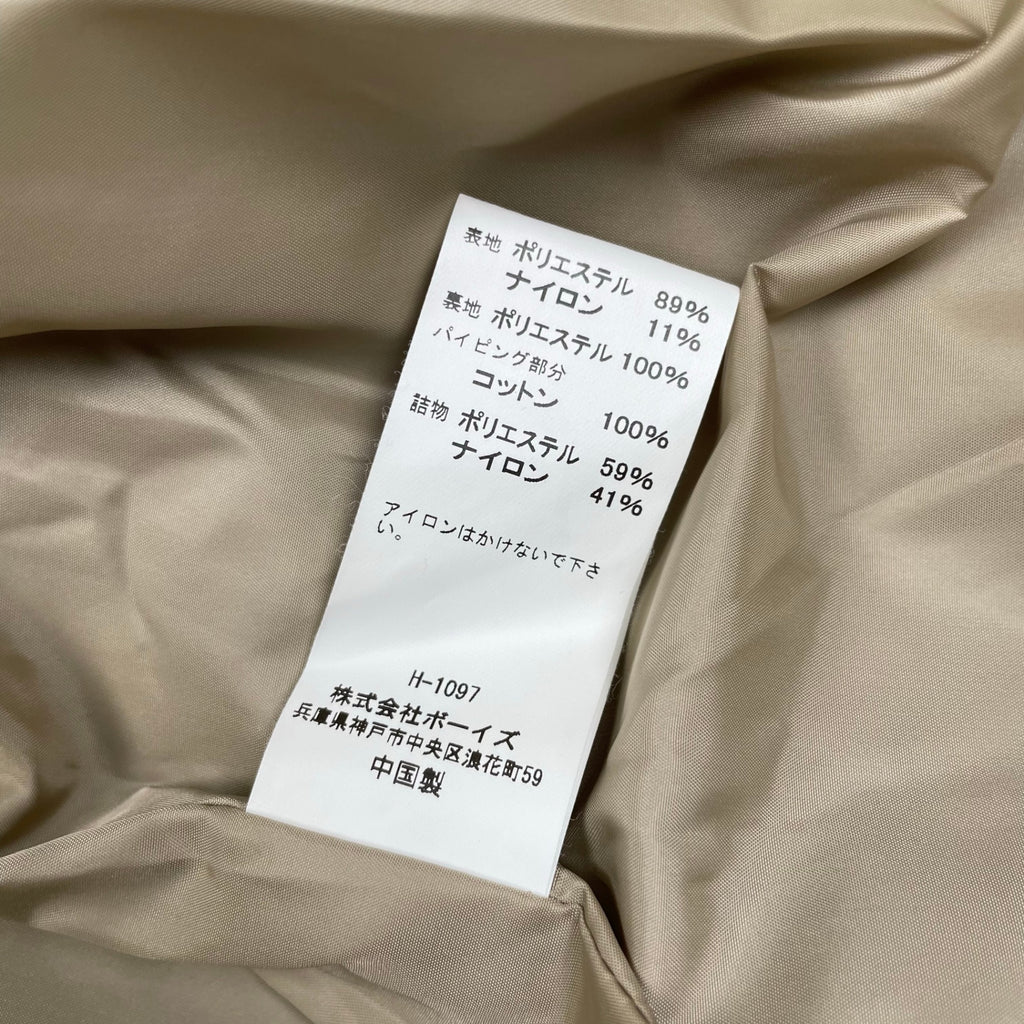 表地 ポリエステル 89%
ナイロン 11%
裏地 ポリエステル 100%
パイピング部分
コットン 100%
詰物 ポリエステル 59%
ナイロン 41%
アイロンはかけないで下さ
い。
H-1097
株式会社ボーイズ
兵庫県神戸市中央区浪花町59
中国製